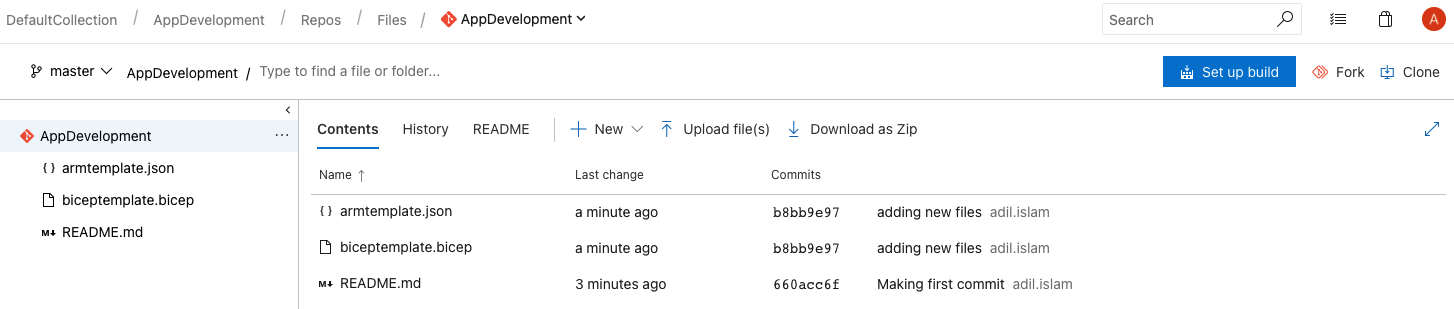 DefaultCollection / AppDevelopment / Repos / Files / AppDevelopment
Search
A
master AppDevelopment / Type to find a file or folder...
Set up build Fork Clone
AppDevelopment ...
{ } armtemplate.json
biceptemplate.bicep
M↓ README.md
Contents History README New Upload file(s) Download as Zip
Name ↑ Last change Commits
{ } armtemplate.json a minute ago b8bb9e97 adding new files adil.islam
biceptemplate.bicep a minute ago b8bb9e97 adding new files adil.islam
M↓ README.md 3 minutes ago 660acc6f Making first commit adil.islam